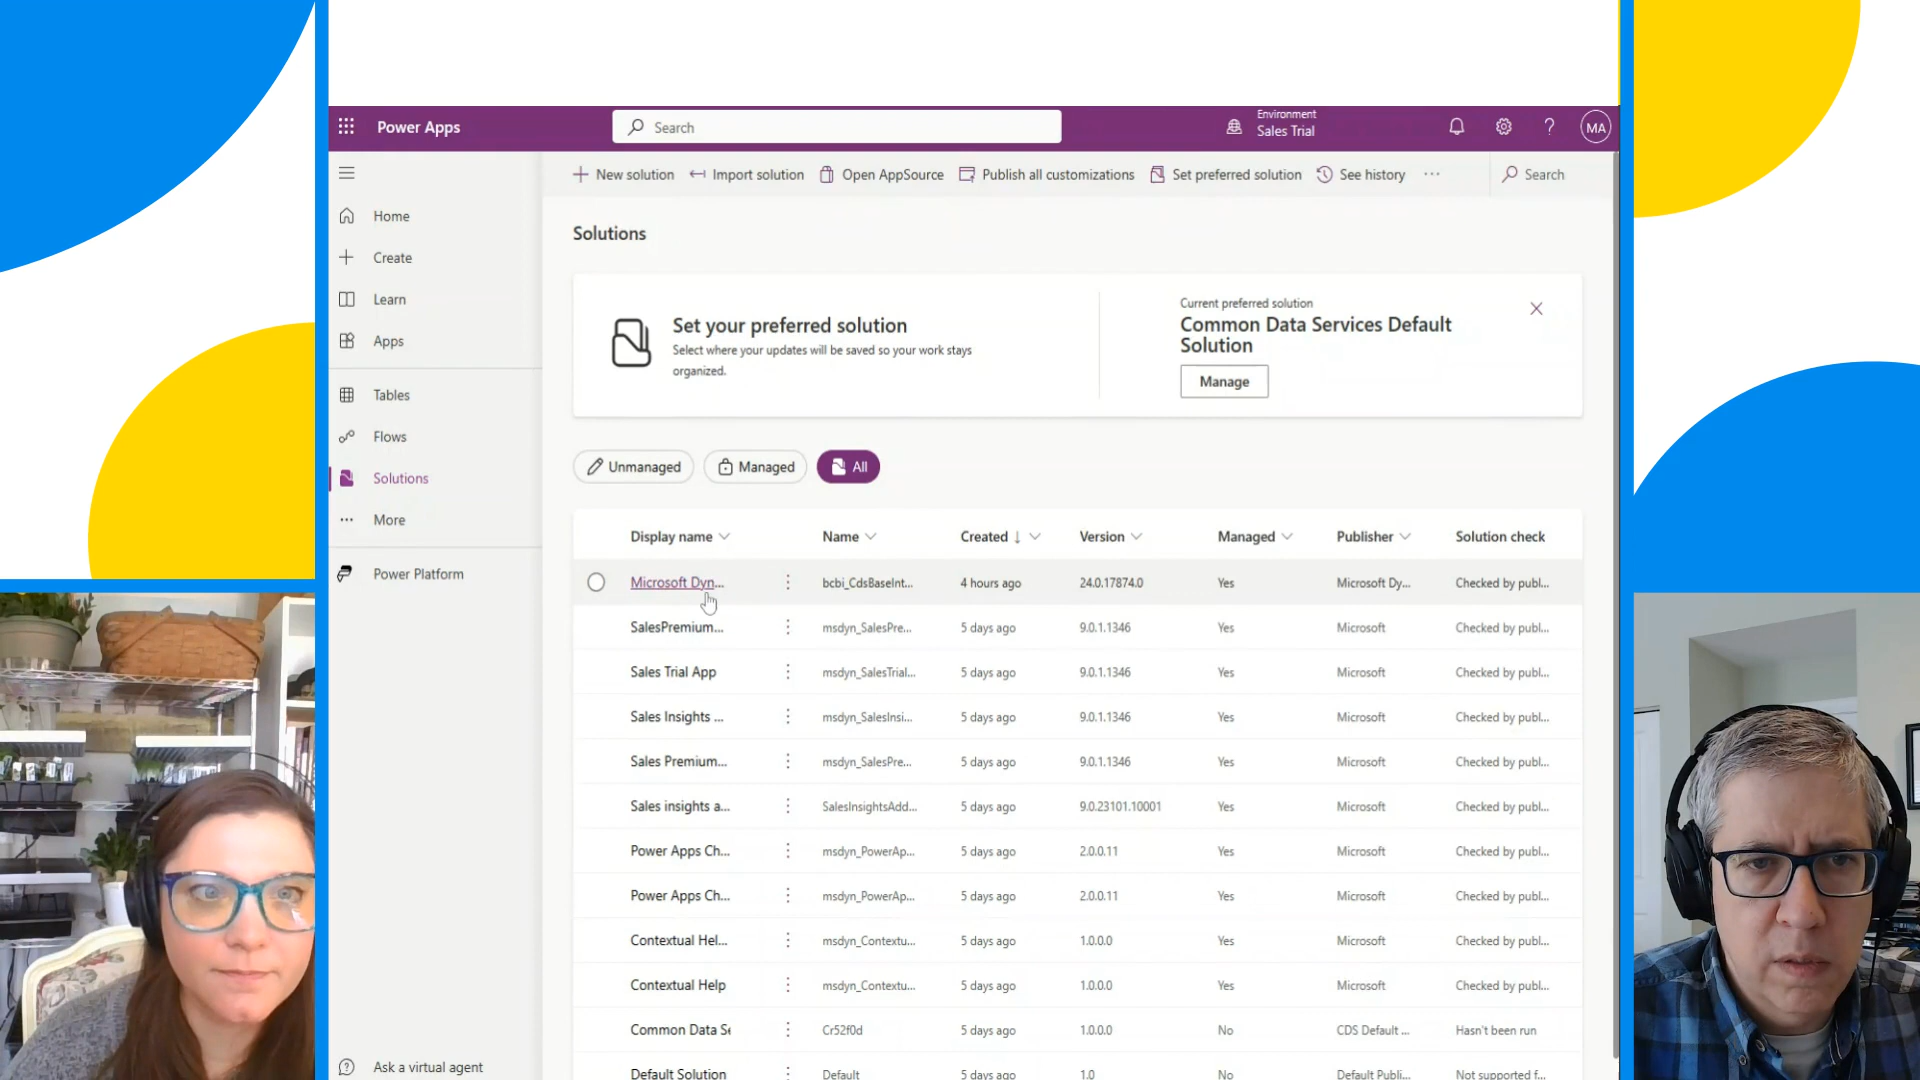 Power Apps
Search
Environment
Sales Trial
?
MA
New solution
Import solution
Open AppSource
Publish all customizations
Set preferred solution
See history
...
Search
Home
Create
Learn
Apps
Tables
Flows
Solutions
More
Power Platform
Ask a virtual agent
Solutions
Set your preferred solution
Select where your updates will be saved so your work stays
organized.
Current preferred solution
Common Data Services Default
Solution
Manage
Unmanaged
Managed
All
Display name Name Created Version Managed Publisher Solution check
Microsoft Dyn... bcbi_CdsBaseInt... 4 hours ago 24.0.17874.0 Yes Microsoft Dy... Checked by publ...
SalesPremium... msdyn_SalesPre... 5 days ago 9.0.1.1346 Yes Microsoft Checked by publ...
Sales Trial App msdyn_SalesTrial... 5 days ago 9.0.1.1346 Yes Microsoft Checked by publ...
Sales Insights ... msdyn_SalesInsi... 5 days ago 9.0.1.1346 Yes Microsoft Checked by publ...
Sales Premium... msdyn_SalesPre... 5 days ago 9.0.1.1346 Yes Microsoft Checked by publ...
Sales insights a... SalesInsightsAdd... 5 days ago 9.0.23101.10001 Yes Microsoft Checked by publ...
Power Apps Ch... msdyn_PowerAp... 5 days ago 2.0.0.11 Yes Microsoft Checked by publ...
Power Apps Ch... msdyn_PowerAp... 5 days ago 2.0.0.11 Yes Microsoft Checked by publ...
Contextual Hel... msdyn_Contextu... 5 days ago 1.0.0.0 Yes Microsoft Checked by publ...
Contextual Help msdyn_Contextu... 5 days ago 1.0.0.0 Yes Microsoft Checked by publ...
Common Data Se Cr52f0d 5 days ago 1.0.0.0 No CDS Default ... Hasn't been run
Default Solution Default 5 days ago 1.0 No Default Publi... Not supported f...